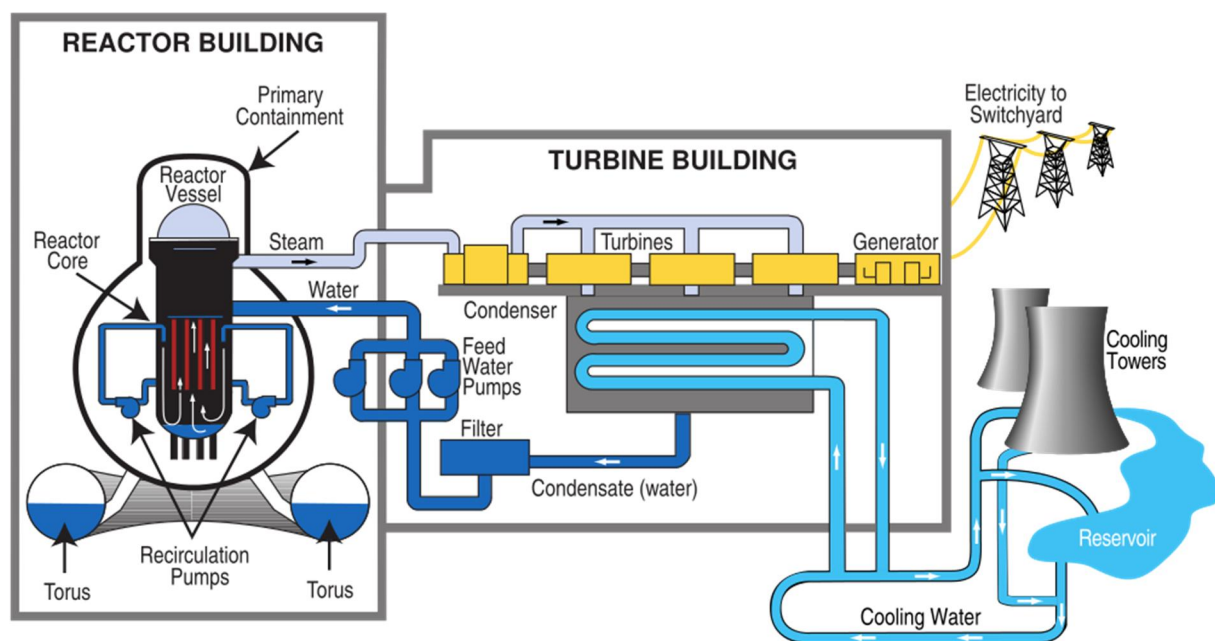 REACTOR BUILDING
Primary
Containment
Reactor
Vessel
Reactor
Core
Steam
Water
Feed
Water
Pumps
Filter
Condensate (water)
Torus
Recirculation
Pumps
Torus
TURBINE BUILDING
Turbines
Generator
Condenser
Electricity to
Switchyard
Cooling
Towers
Reservoir
Cooling Water